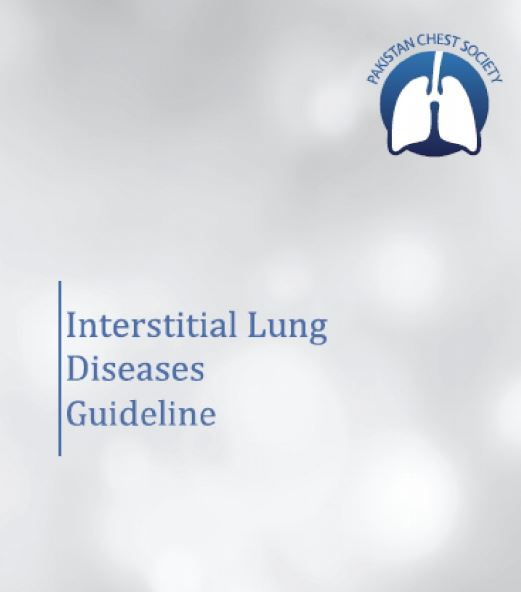 PAKISTAN CHEST SOCIETY
Interstitial Lung
Diseases
Guideline